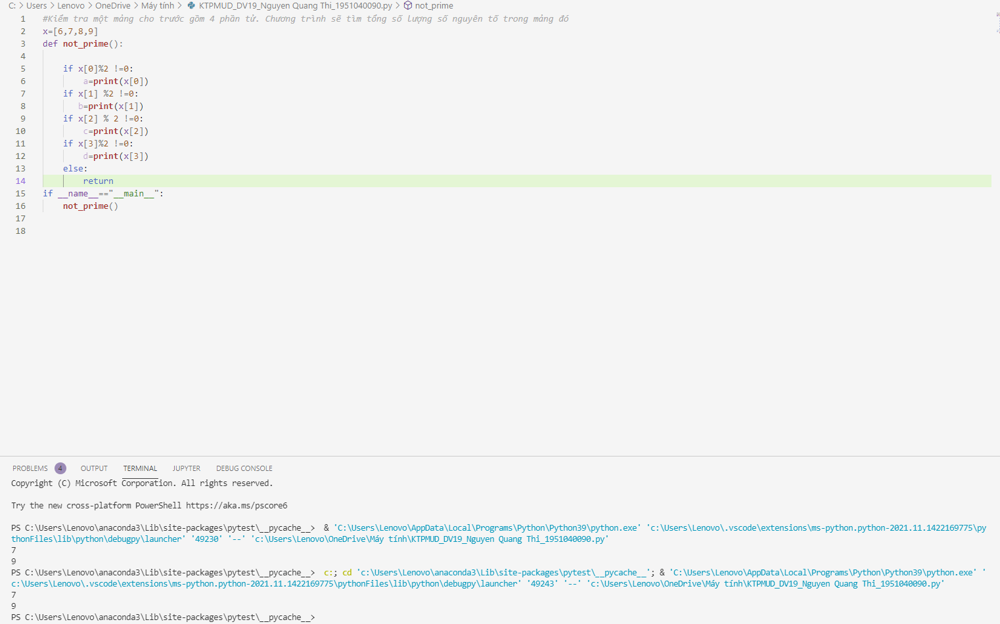 C: > Users > Lenovo > OneDrive > Máy tính > KTPMUD_DV19_Nguyen Quang Thi_1951040090.py > not_prime
1 #Kiểm tra một mảng cho trước gồm 4 phần tử. Chương trình sẽ tìm tổng số lượng số nguyên tố trong mảng đó
2 x=[6,7,8,9]
3 def not_prime():
4
5     if x[0]%2 !=0:
6         a=print(x[0])
7     if x[1] %2 !=0:
8        b=print(x[1])
9     if x[2] % 2 !=0:
10         c=print(x[2])
11     if x[3]%2 !=0:
12         d=print(x[3])
13     else:
14         return
15 if __name__=="__main__":
16     not_prime()
17
18
PROBLEMS 4 OUTPUT TERMINAL JUPYTER DEBUG CONSOLE
Copyright (C) Microsoft Corporation. All rights reserved.
Try the new cross-platform PowerShell https://aka.ms/pscore6
PS C:\Users\Lenovo\anaconda3\Lib\site-packages\pytest\__pycache__>  & 'C:\Users\Lenovo\AppData\Local\Programs\Python\Python39\python.exe' 'c:\Users\Lenovo\.vscode\extensions\ms-python.python-2021.11.1422169775\py
thonFiles\lib\python\debugpy\launcher' '49230' '--' 'c:\Users\Lenovo\OneDrive\Máy tính\KTPMUD_DV19_Nguyen Quang Thi_1951040090.py'
7
9
PS C:\Users\Lenovo\anaconda3\Lib\site-packages\pytest\__pycache__>  c:; cd 'c:\Users\Lenovo\anaconda3\Lib\site-packages\pytest\__pycache__'; & 'C:\Users\Lenovo\AppData\Local\Programs\Python\Python39\python.exe' '
c:\Users\Lenovo\.vscode\extensions\ms-python.python-2021.11.1422169775\pythonFiles\lib\python\debugpy\launcher' '49243' '--' 'c:\Users\Lenovo\OneDrive\Máy tính\KTPMUD_DV19_Nguyen Quang Thi_1951040090.py'
7
9
PS C:\Users\Lenovo\anaconda3\Lib\site-packages\pytest\__pycache__>